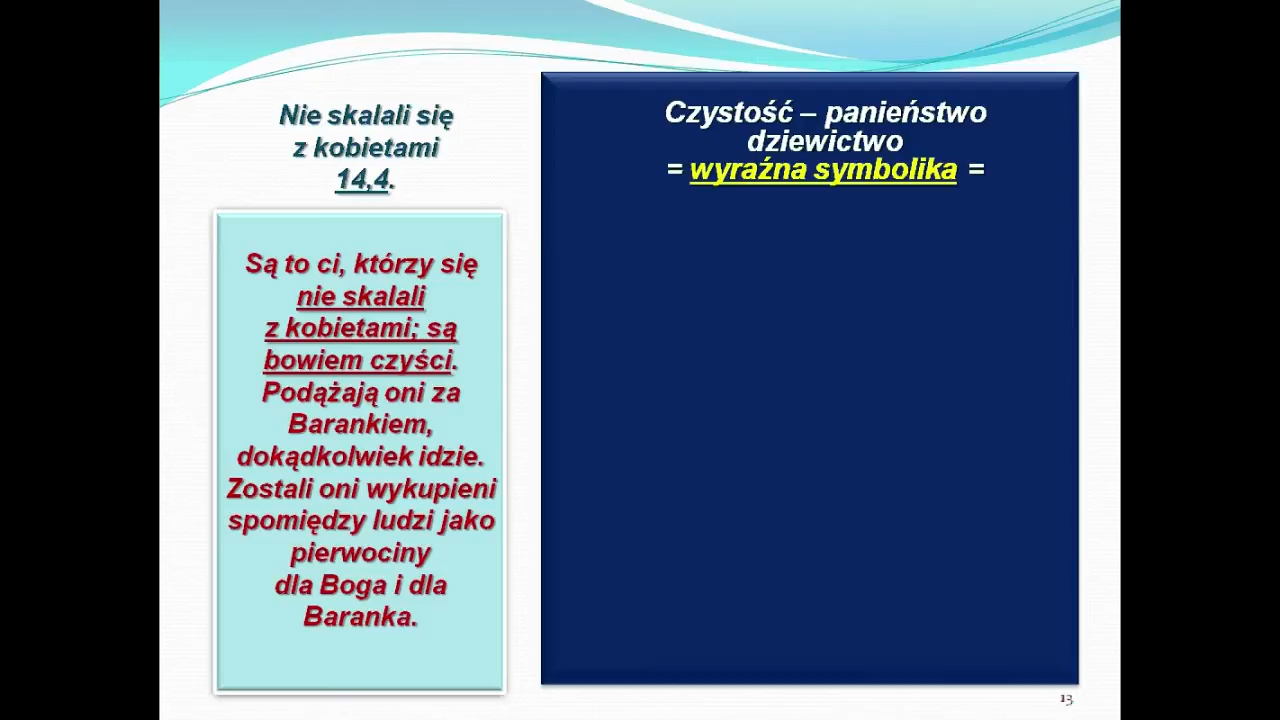 Nie skalali się
z kobietami
14,4.
Są to ci, którzy się
nie skalali
z kobietami; są
bowiem czyści.
Podążają oni za
Barankiem,
dokądkolwiek idzie.
Zostali oni wykupieni
spomiędzy ludzi jako
pierwociny
dla Boga i dla
Baranka.
Czystość – panieństwo
dziewictwo
= wyraźna symbolika =
13